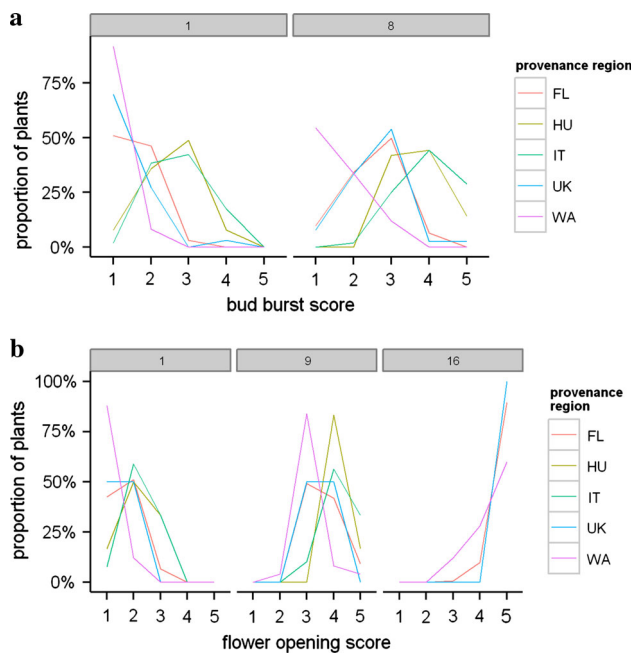 a
1 8
75%
50%
25%
0%
proportion of plants
1 2 3 4 5 1 2 3 4 5
bud burst score
provenance region
FL
HU
IT
UK
WA
b
1 9 16
100%
75%
50%
25%
0%
proportion of plants
1 2 3 4 5 1 2 3 4 5 1 2 3 4 5
flower opening score
provenance
region
FL
HU
IT
UK
WA